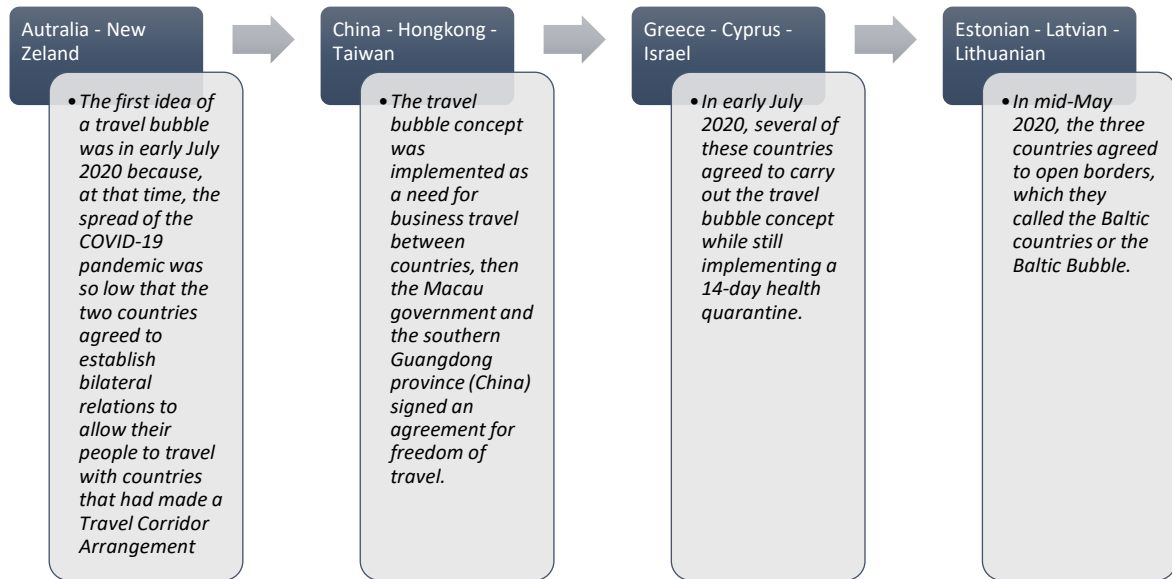 Autralia - New
Zeland
• The first idea of
a travel bubble
was in early July
2020 because,
at that time, the
spread of the
COVID-19
pandemic was
so low that the
two countries
agreed to
establish
bilateral
relations to
allow their
people to travel
with countries
that had made a
Travel Corridor
Arrangement
China - Hongkong -
Taiwan
• The travel
bubble concept
was
implemented as
a need for
business travel
between
countries, then
the Macau
government and
the southern
Guangdong
province (China)
signed an
agreement for
freedom of
travel.
Greece - Cyprus -
Israel
• In early July
2020, several of
these countries
agreed to carry
out the travel
bubble concept
while still
implementing a
14-day health
quarantine.
Estonian - Latvian -
Lithuanian
• In mid-May
2020, the three
countries agreed
to open borders,
which they
called the Baltic
countries or the
Baltic Bubble.